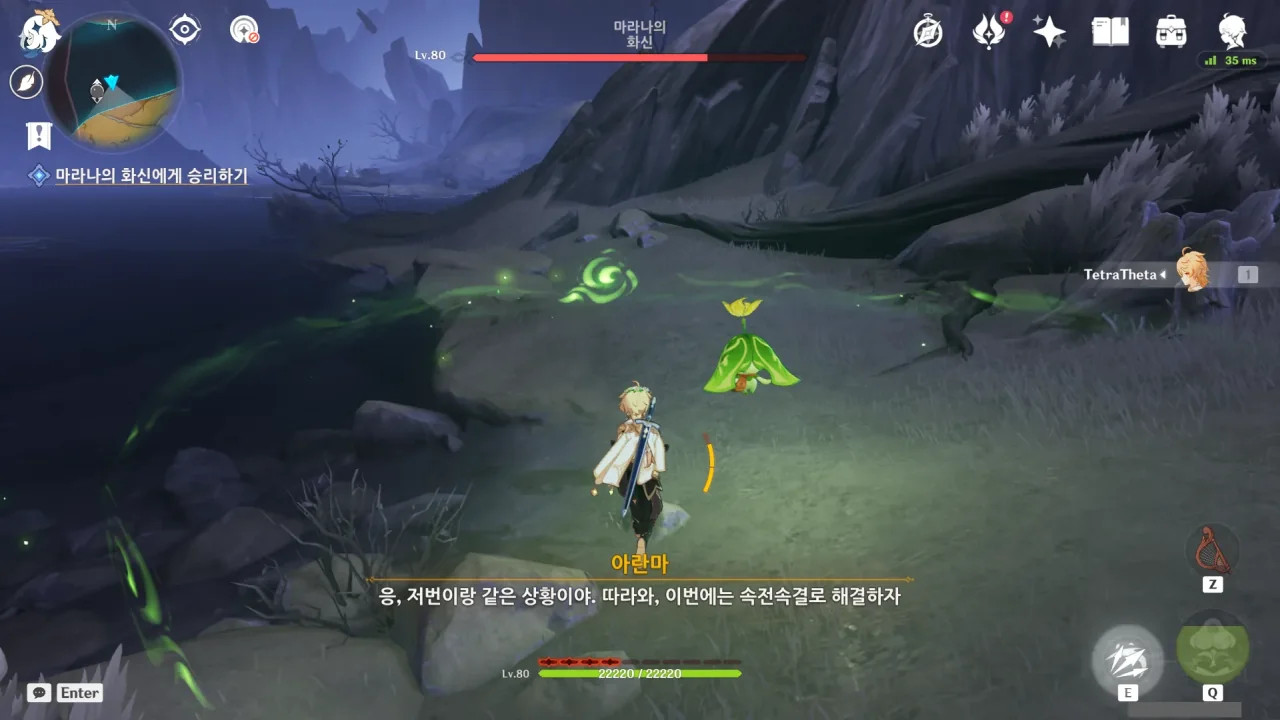 N
마라나의
화신
Lv.80
35 ms
마라나의 화신에게 승리하기
TetraTheta
1
아란마
응, 저번이랑 같은 상황이야. 따라와, 이번에는 속전속결로 해결하자
Z
Lv.80
22220 / 22220
E
Q
Enter